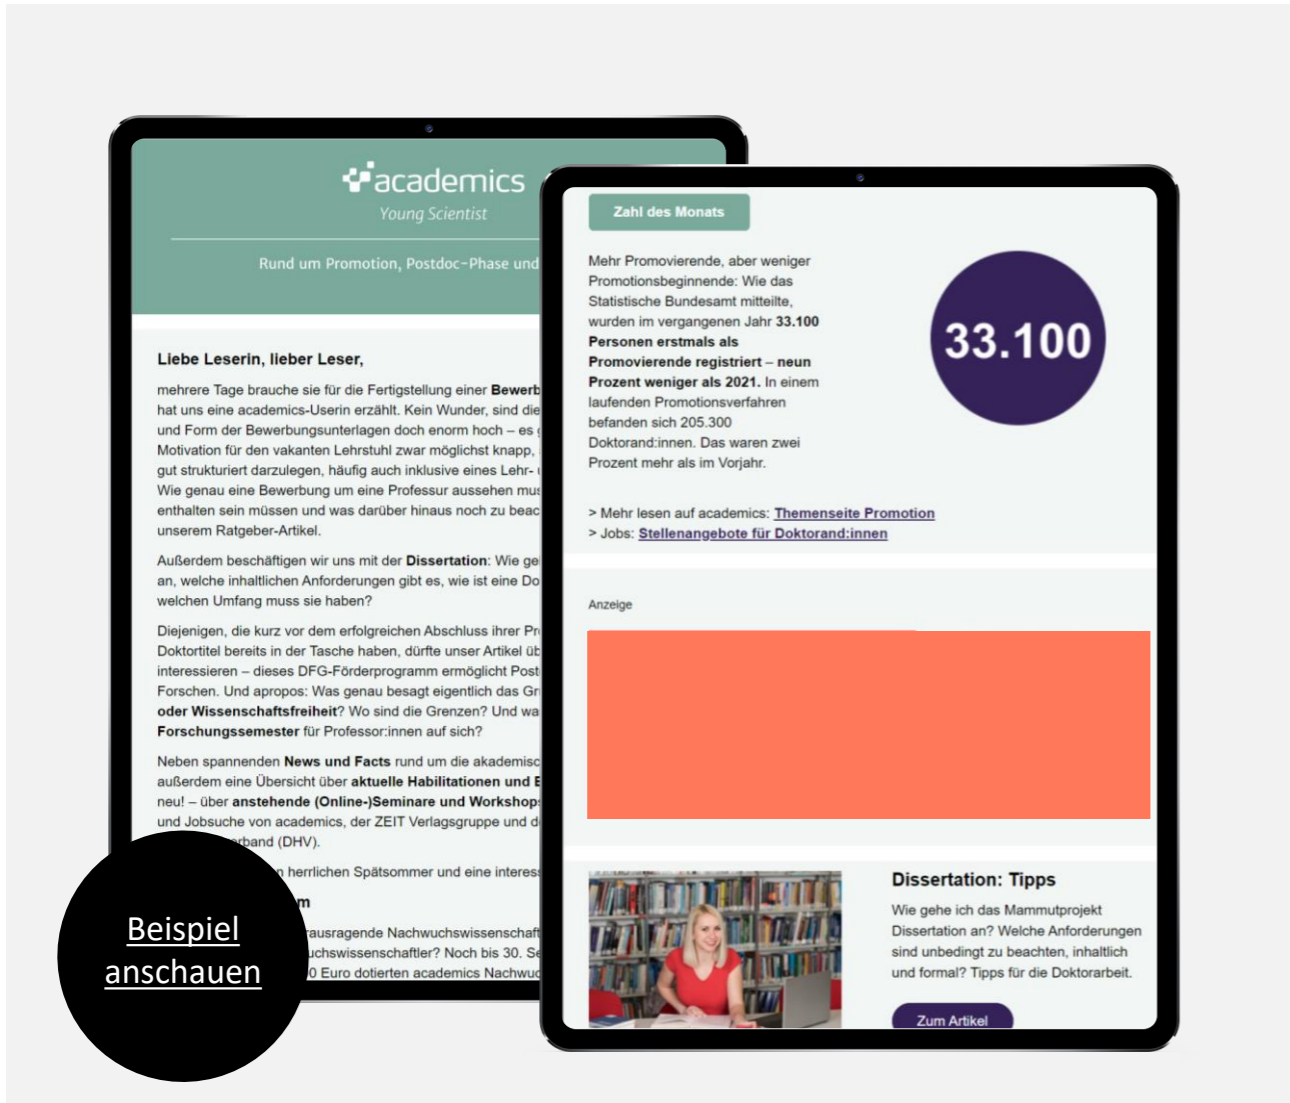 academics
Young Scientist
Rund um Promotion, Postdoc-Phase und
Liebe Leserin, lieber Leser,
mehrere Tage brauche sie für die Fertigstellung einer Bewerb
hat uns eine academics-Userin erzählt. Kein Wunder, sind die
und Form der Bewerbungsunterlagen doch enorm hoch – es
Motivation für den vakanten Lehrstuhl zwar möglichst knapp,
gut strukturiert darzulegen, häufig auch inklusive eines Lehr-
Wie genau eine Bewerbung um eine Professur aussehen mus
enthalten sein müssen und was darüber hinaus noch zu beac
unserem Ratgeber-Artikel.
Außerdem beschäftigen wir uns mit der Dissertation: Wie ge
an, welche inhaltlichen Anforderungen gibt es, wie ist eine Do
welchen Umfang muss sie haben?
Diejenigen, die kurz vor dem erfolgreichen Abschluss ihrer Pr
Doktortitel bereits in der Tasche haben, dürfte unser Artikel üb
interessieren – dieses DFG-Förderprogramm ermöglicht Post
Forschen. Und apropos: Was genau besagt eigentlich das Gr
oder Wissenschaftsfreiheit? Wo sind die Grenzen? Und wa
Forschungssemester für Professor:innen auf sich?
Neben spannenden News und Facts rund um die akademisc
außerdem eine Übersicht über aktuelle Habilitationen und B
neu! – über anstehende (Online-)Seminare und Workshop
und Jobsuche von academics, der ZEIT Verlagsgruppe und d
rband (DHV).
n herrlichen Spätsommer und eine interess
m
rausragende Nachwuchswissenschaft
uchswissenschaftler? Noch bis 30. Se
0 Euro dotierten academics Nachwuc
Beispiel
anschauen
Zahl des Monats
Mehr Promovierende, aber weniger
Promotionsbeginnende: Wie das
Statistische Bundesamt mitteilte,
wurden im vergangenen Jahr 33.100
Personen erstmals als
Promovierende registriert – neun
Prozent weniger als 2021. In einem
laufenden Promotionsverfahren
befanden sich 205.300
Doktorand:innen. Das waren zwei
Prozent mehr als im Vorjahr.
33.100
> Mehr lesen auf academics: Themenseite Promotion
> Jobs: Stellenangebote für Doktorand:innen
Anzeige
Dissertation: Tipps
Wie gehe ich das Mammutprojekt
Dissertation an? Welche Anforderungen
sind unbedingt zu beachten, inhaltlich
und formal? Tipps für die Doktorarbeit.
Zum Artikel